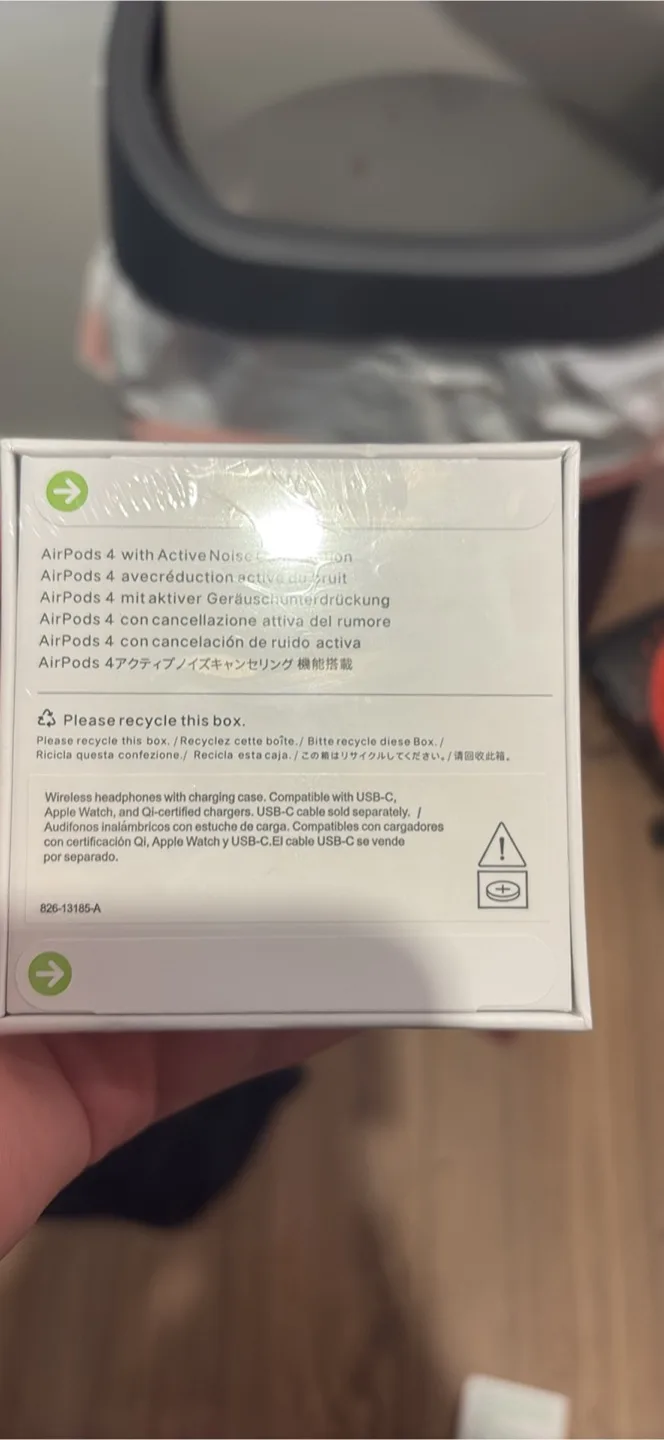 AirPods 4 with Active Noise
AirPods 4 avecréduction active du bruit
AirPods 4 mit aktiver Geräuschunterdrückung
AirPods 4 con cancellazione attiva del rumore
AirPods 4 con cancelación de ruido activa
AirPods 4アクティブノイズキャンセリング 機能搭載
Please recycle this box.
Please recycle this box. / Recyclez cette boîte./ Bitte recycle diese Box. /
Ricicla questa confezione./ Recicla esta caja. / この箱はリサイクルしてください。/ 请回收此箱。
Wireless headphones with charging case. Compatible with USB-C,
Apple Watch, and Qi-certified chargers. USB-C cable sold separately. /
Audifonos inalámbricos con estuche de carga. Compatibles con cargadores
con certificación Qi, Apple Watch y USB-C.El cable USB-C se vende
por separado.
826-13185-A